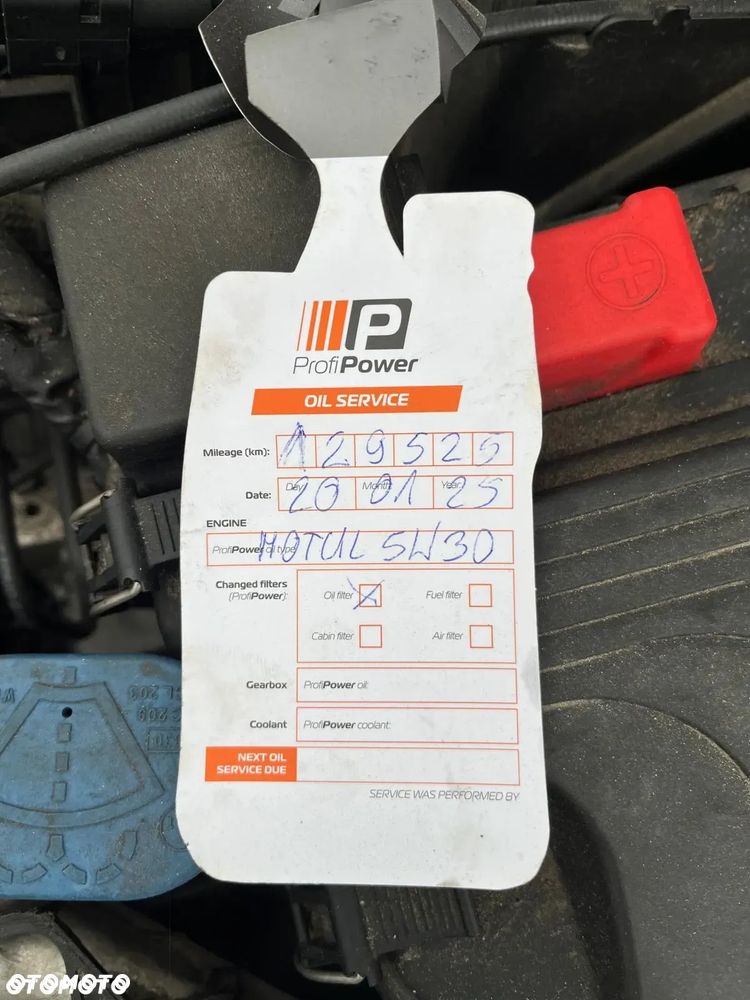 P
ProfiPower
OIL SERVICE
Mileage (km): 129525
Date: Day 20 Month 01 Year 25
ENGINE
ProfiPower oil type MOTUL 5W30
Changed filters
(ProfiPower):
Oil filter X Fuel filter
Cabin filter Air filter
Gearbox ProfiPower oil:
Coolant ProfiPower coolant:
NEXT OIL
SERVICE DUE
SERVICE WAS PERFORMED BY
OTOMOTO